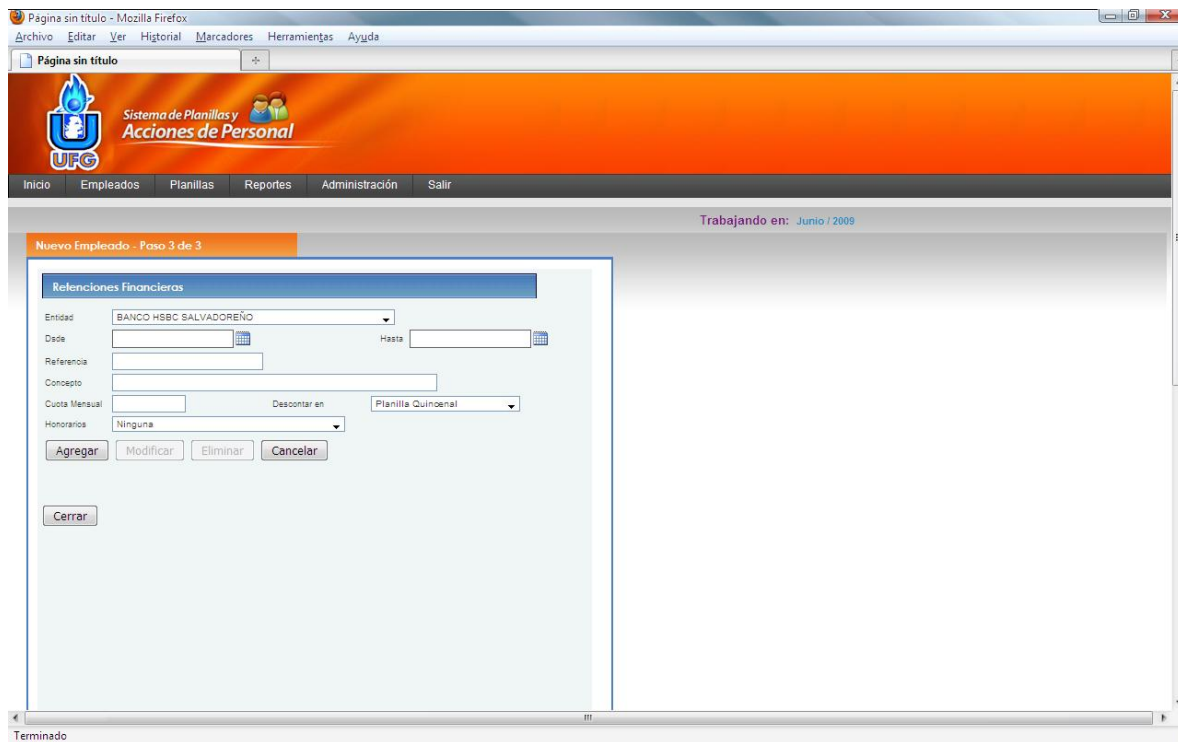 Página sin título - Mozilla Firefox
Archivo Editar Ver Historial Marcadores Herramientas Ayuda
Página sin título
UFG
Sistema de Planillas y
Acciones de Personal
Inicio Empleados Planillas Reportes Administración Salir
Trabajando en: Junio / 2009
Nuevo Empleado - Paso 3 de 3
Retenciones Financieras
Entidad BANCO HSBC SALVADOREÑO
Dsde Hasta
Referencia
Concepto
Cuota Mensual Descontar en Planilla Quincenal
Honorarios Ninguna
Agregar Modificar Eliminar Cancelar
Cerrar
Terminado